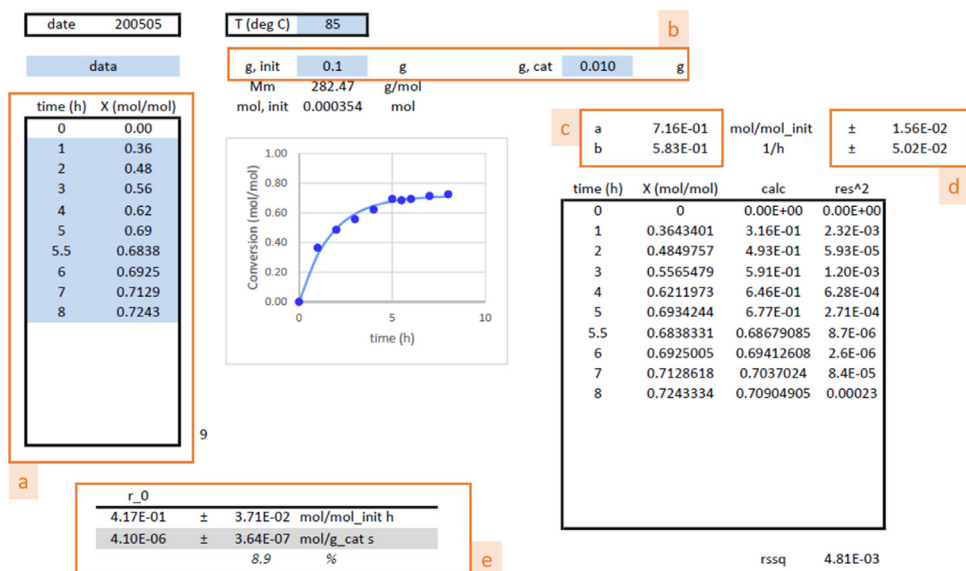 date 200505
T (deg C) 85
b
data
g, init 0.1 g g, cat 0.010 g
Mm 282.47 g/mol
mol, init 0.000354 mol
time (h) X (mol/mol)
0 0.00
1 0.36
2 0.48
3 0.56
4 0.62
5 0.69
5.5 0.6838
6 0.6925
7 0.7129
8 0.7243
9
a
Conversion (mol/mol)
1.00
0.80
0.60
0.40
0.20
0.00
0 5 10
time (h)
c
a 7.16E-01 mol/mol_init ± 1.56E-02
b 5.83E-01 1/h ± 5.02E-02
d
time (h) X (mol/mol) calc res^2
0 0 0.00E+00 0.00E+00
1 0.3643401 3.16E-01 2.32E-03
2 0.4849757 4.93E-01 5.93E-05
3 0.5565479 5.91E-01 1.20E-03
4 0.6211973 6.46E-01 6.28E-04
5 0.6934244 6.77E-01 2.71E-04
5.5 0.6838331 0.68679085 8.7E-06
6 0.6925005 0.69412608 2.6E-06
7 0.7128618 0.7037024 8.4E-05
8 0.7243334 0.70904905 0.00023
r_0
4.17E-01 ± 3.71E-02 mol/mol_init h
4.10E-06 ± 3.64E-07 mol/g_cat s
8.9 %
e
rssq 4.81E-03